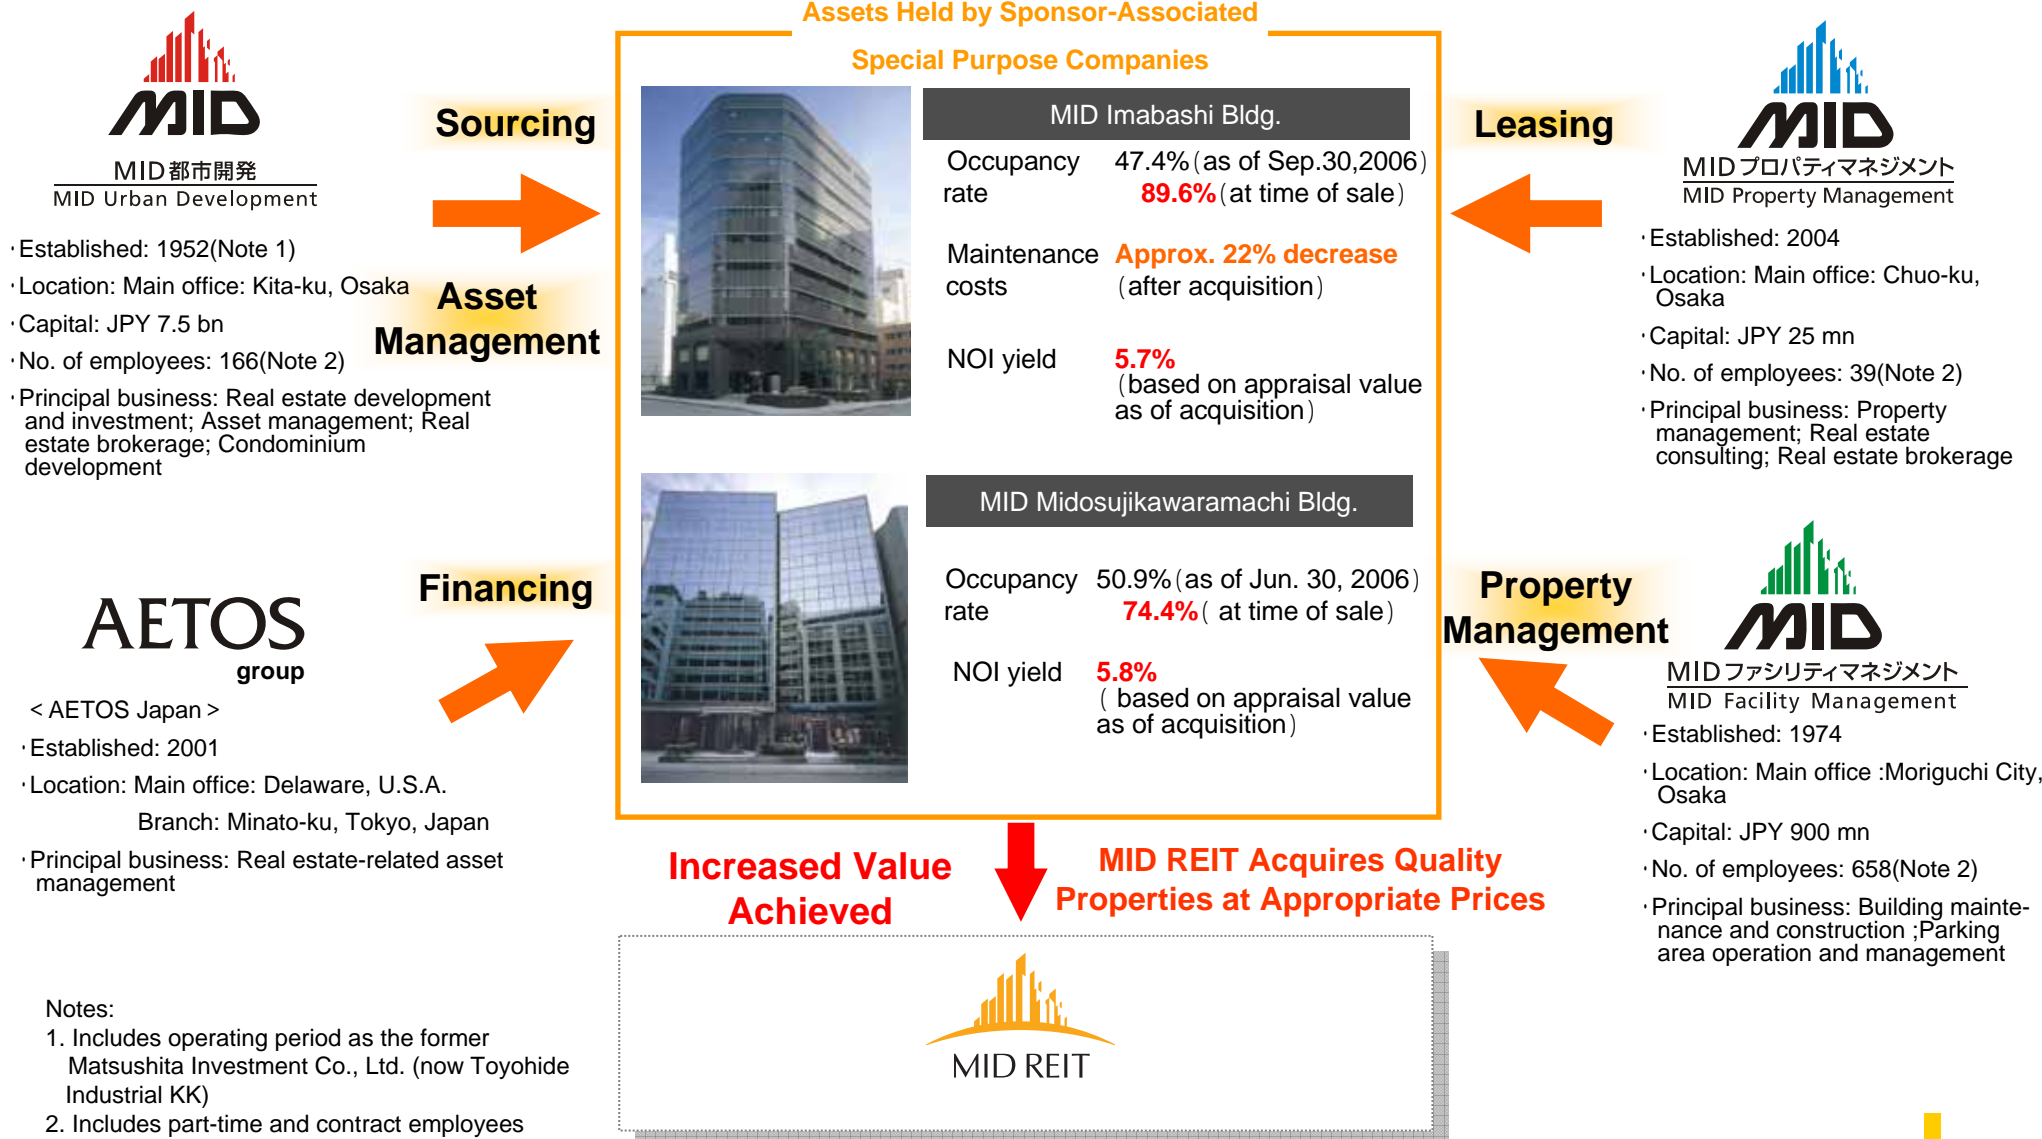 Assets Held by Sponsor-Associated
Special Purpose Companies
MID
MID都市開発
MID Urban Development
・Established: 1952(Note 1)
・Location: Main office: Kita-ku, Osaka
・Capital: JPY 7.5 bn
・No. of employees: 166(Note 2)
・Principal business: Real estate development
and investment; Asset management; Real
estate brokerage; Condominium
development
Sourcing
Asset
Management
AETOS
group
< AETOS Japan >
・Established: 2001
・Location: Main office: Delaware, U.S.A.
Branch: Minato-ku, Tokyo, Japan
・Principal business: Real estate-related asset
management
Financing
MID Imabashi Bldg.
Occupancy 47.4%(as of Sep.30,2006)
rate 89.6%(at time of sale)
Maintenance Approx. 22% decrease
costs (after acquisition)
NOI yield 5.7%
(based on appraisal value
as of acquisition)
MID Midosujikawaramachi Bldg.
Occupancy 50.9%(as of Jun. 30, 2006)
rate 74.4%( at time of sale)
NOI yield 5.8%
( based on appraisal value
as of acquisition)
Leasing
MID
MIDプロパティマネジメント
MID Property Management
・Established: 2004
・Location: Main office: Chuo-ku,
Osaka
・Capital: JPY 25 mn
・No. of employees: 39(Note 2)
・Principal business: Property
management; Real estate
consulting; Real estate brokerage
Property
Management
MID
MIDファシリティマネジメント
MID Facility Management
・Established: 1974
・Location: Main office :Moriguchi City,
Osaka
・Capital: JPY 900 mn
・No. of employees: 658(Note 2)
・Principal business: Building mainte-
nance and construction ;Parking
area operation and management
Increased Value
Achieved
MID REIT Acquires Quality
Properties at Appropriate Prices
MID REIT
Notes:
1. Includes operating period as the former
Matsushita Investment Co., Ltd. (now Toyohide
Industrial KK)
2. Includes part-time and contract employees